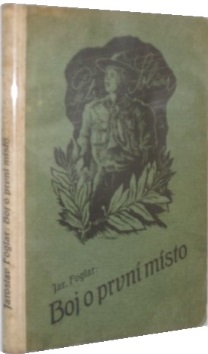 Jaroslav Foglar: Boj o první místo
Jar. Foglar:
Boj o první místo